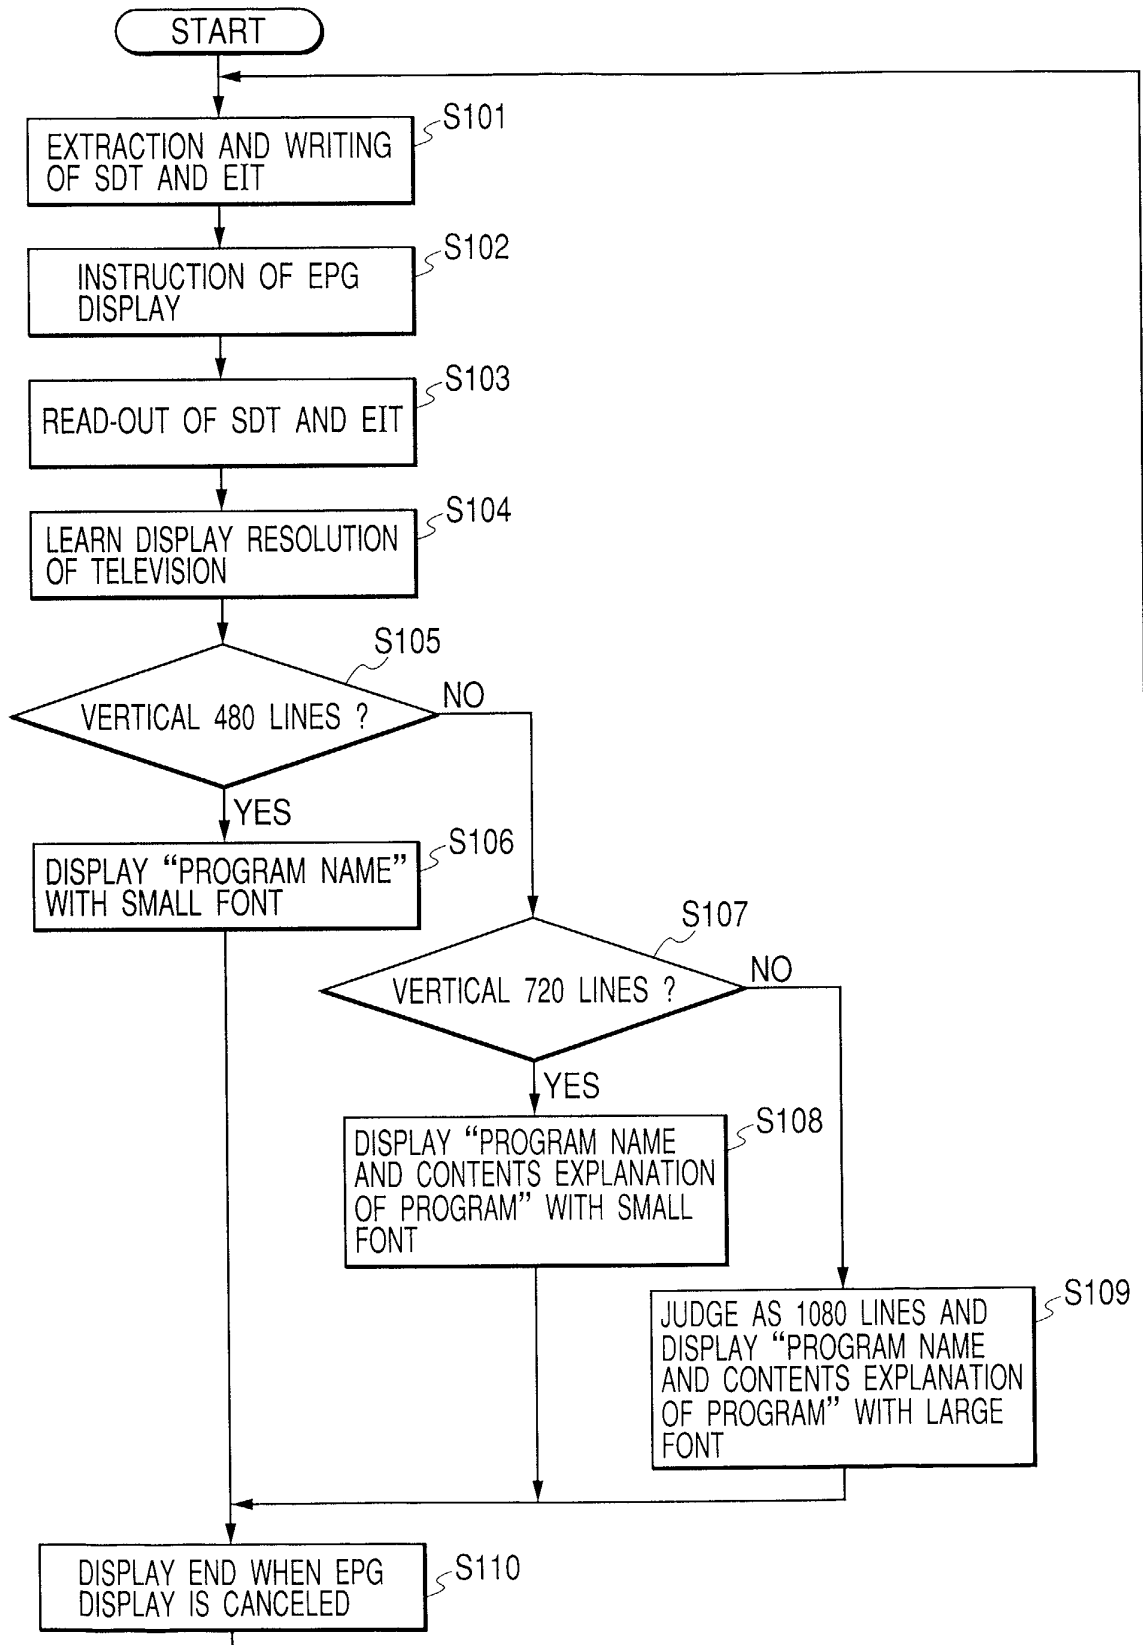 START
S101
EXTRACTION AND WRITING
OF SDT AND EIT
S102
INSTRUCTION OF EPG
DISPLAY
S103
READ-OUT OF SDT AND EIT
S104
LEARN DISPLAY RESOLUTION
OF TELEVISION
S105
VERTICAL 480 LINES ?
NO
YES
S106
DISPLAY “PROGRAM NAME”
WITH SMALL FONT
S107
VERTICAL 720 LINES ?
NO
YES
S108
DISPLAY “PROGRAM NAME
AND CONTENTS EXPLANATION
OF PROGRAM” WITH SMALL
FONT
S109
JUDGE AS 1080 LINES AND
DISPLAY “PROGRAM NAME
AND CONTENTS EXPLANATION
OF PROGRAM” WITH LARGE
FONT
S110
DISPLAY END WHEN EPG
DISPLAY IS CANCELED